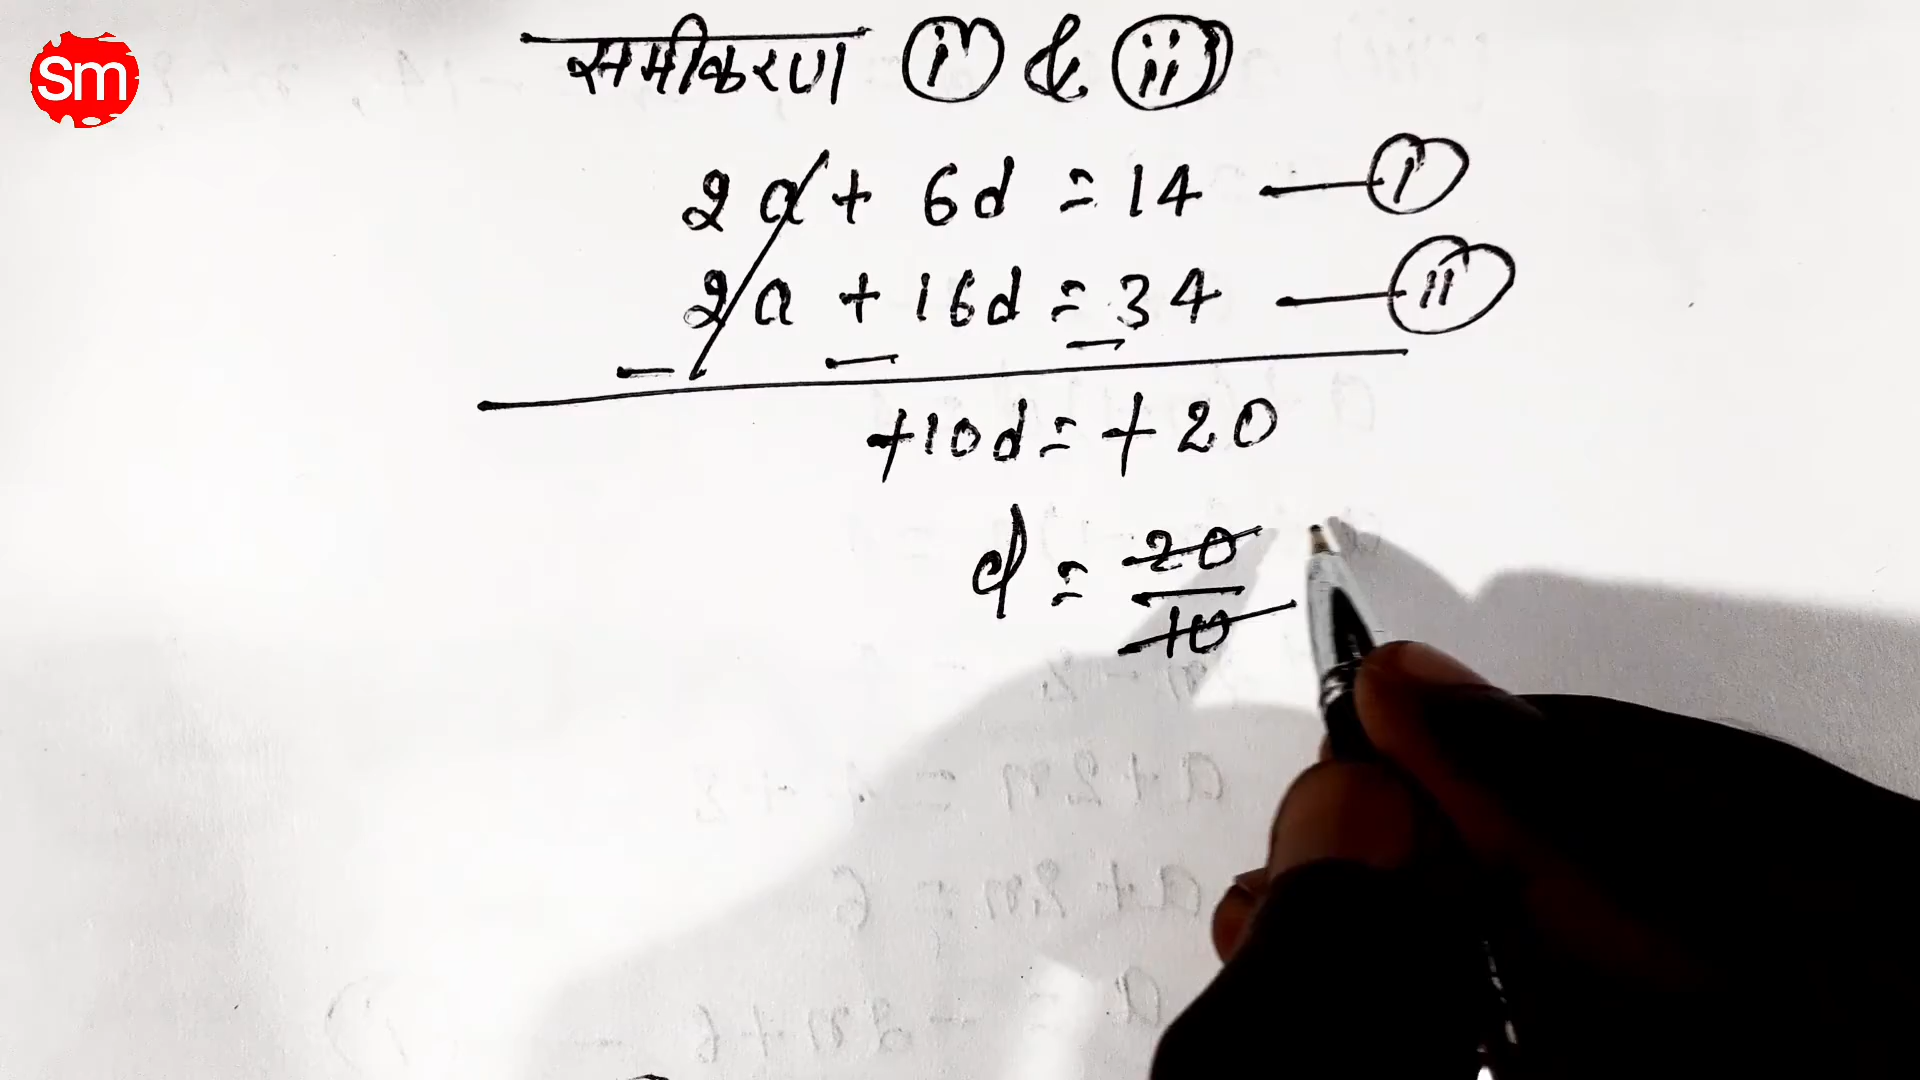 sm
समीकरण (i) & (ii)
2a + 6d = 14 — (i)
2a + 16d = 34 — (ii)
— — —
+10d = +20
d = 20/10